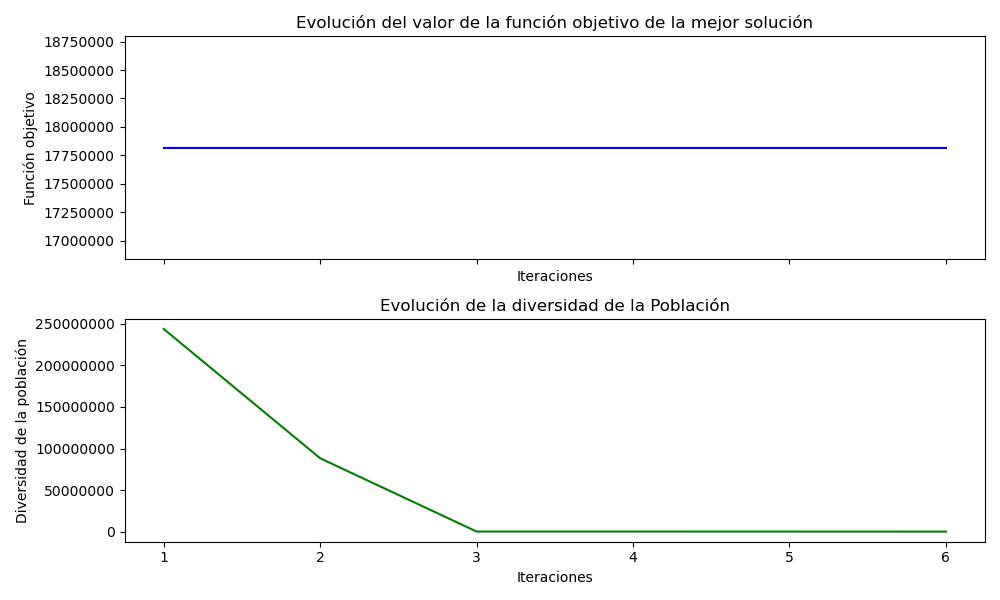 Evolución del valor de la función objetivo de la mejor solución
18750000
18500000
18250000
18000000
17750000
17500000
17250000
17000000
Función objetivo
Iteraciones
Evolución de la diversidad de la Población
250000000
200000000
150000000
100000000
50000000
0
Diversidad de la población
1 2 3 4 5 6
Iteraciones